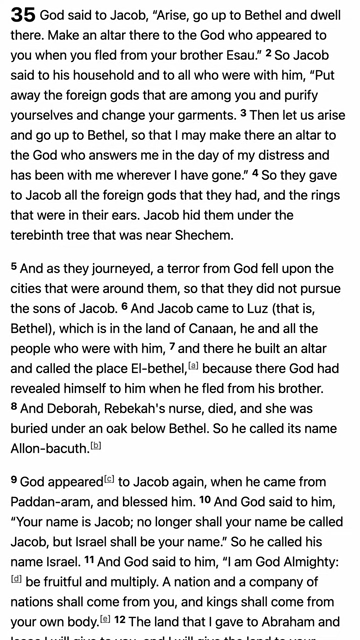 35 God said to Jacob, “Arise, go up to Bethel and dwell
there. Make an altar there to the God who appeared to
you when you fled from your brother Esau.” 2 So Jacob
said to his household and to all who were with him, “Put
away the foreign gods that are among you and purify
yourselves and change your garments. 3 Then let us arise
and go up to Bethel, so that I may make there an altar to
the God who answers me in the day of my distress and
has been with me wherever I have gone.” 4 So they gave
to Jacob all the foreign gods that they had, and the rings
that were in their ears. Jacob hid them under the
terebinth tree that was near Shechem.
5 And as they journeyed, a terror from God fell upon the
cities that were around them, so that they did not pursue
the sons of Jacob. 6 And Jacob came to Luz (that is,
Bethel), which is in the land of Canaan, he and all the
people who were with him, 7 and there he built an altar
and called the place El-bethel,[a] because there God had
revealed himself to him when he fled from his brother.
8 And Deborah, Rebekah's nurse, died, and she was
buried under an oak below Bethel. So he called its name
Allon-bacuth.[b]
9 God appeared[c] to Jacob again, when he came from
Paddan-aram, and blessed him. 10 And God said to him,
“Your name is Jacob; no longer shall your name be called
Jacob, but Israel shall be your name.” So he called his
name Israel. 11 And God said to him, “I am God Almighty:
[d] be fruitful and multiply. A nation and a company of
nations shall come from you, and kings shall come from
your own body.[e] 12 The land that I gave to Abraham and
Isaac I will give to you, and I will give the land to your